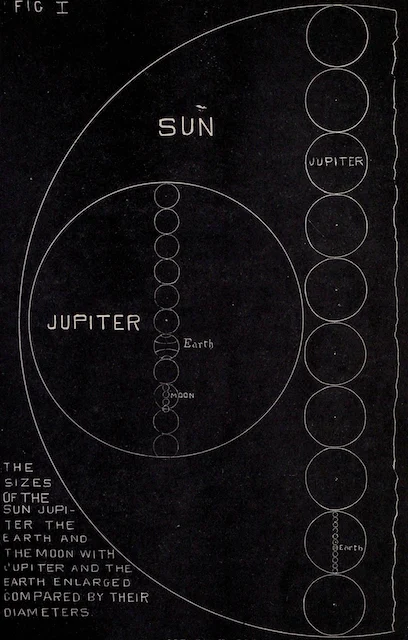 FIG I
SUN
JUPITER
JUPITER
Earth
MOON
Earth
THE
SIZES
OF THE
SUN JUPI-
TER THE
EARTH AND
THE MOON WITH
JUPITER AND THE
EARTH ENLARGED
COMPARED BY THEIR
DIAMETERS.